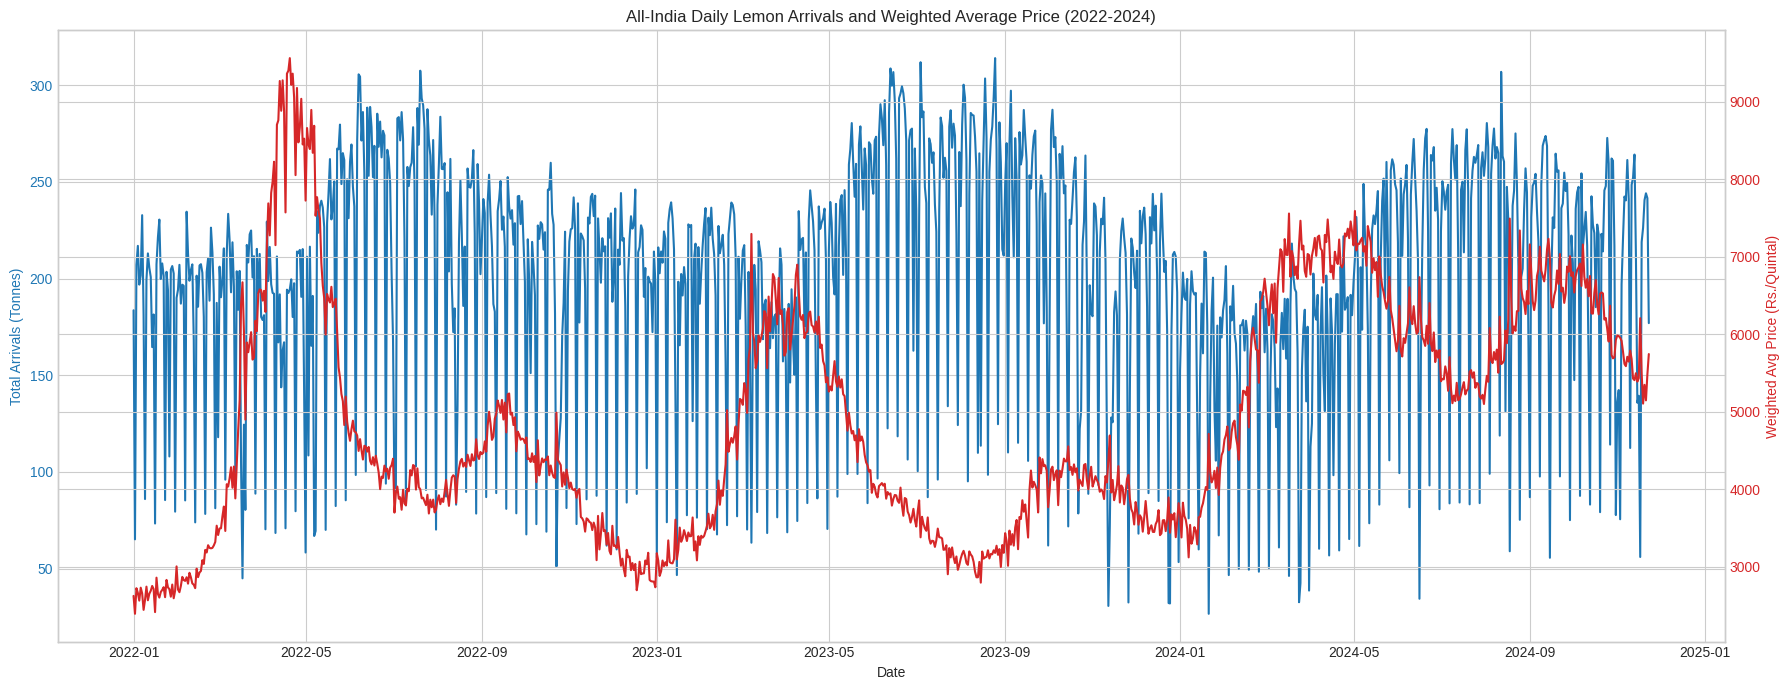 All-India Daily Lemon Arrivals and Weighted Average Price (2022-2024)
Total Arrivals (Tonnes)
300
250
200
150
100
50
9000
8000
7000
6000
5000
4000
3000
Weighted Avg Price (Rs./Quintal)
2022-01 2022-05 2022-09 2023-01 2023-05 2023-09 2024-01 2024-05 2024-09 2025-01
Date